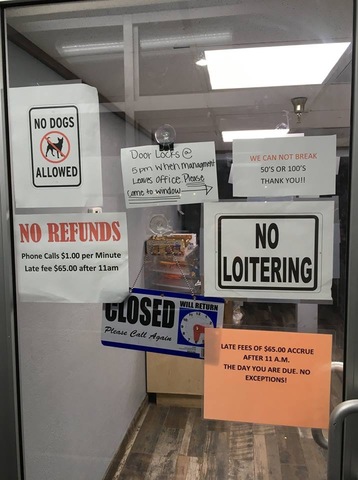 NO DOGS
ALLOWED
Door Locks @
5pm when management
Leaves office Please
come to window
WE CAN NOT BREAK
50'S OR 100'S
THANK YOU!!
NO REFUNDS
Phone Calls $1.00 per Minute
Late fee $65.00 after 11am
NO
LOITERING
CLOSED
Please Call Again
WILL RETURN
LATE FEES OF $65.00 ACCRUE
AFTER 11 A.M.
THE DAY YOU ARE DUE. NO
EXCEPTIONS!